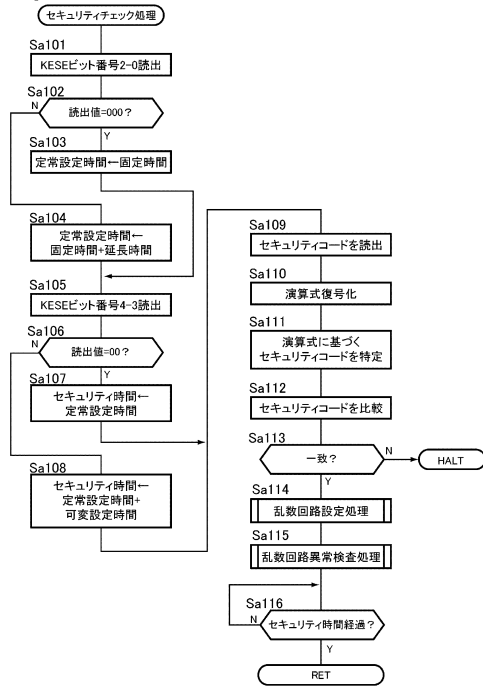 セキュリティチェック処理
Sa101
KESEビット番号2-0読出
Sa102
N
読出値=000?
Y
Sa103
定常設定時間←固定時間
Sa104
定常設定時間←
固定時間+延長時間
Sa105
KESEビット番号4-3読出
Sa106
N
読出値=00?
Y
Sa107
セキュリティ時間←
定常設定時間
Sa108
セキュリティ時間←
定常設定時間+
可変設定時間
Sa109
セキュリティコードを読出
Sa110
演算式復号化
Sa111
演算式に基づく
セキュリティコードを特定
Sa112
セキュリティコードを比較
Sa113
一致?
N
HALT
Y
Sa114
乱数回路設定処理
Sa115
乱数回路異常検査処理
Sa116
N
セキュリティ時間経過?
Y
RET